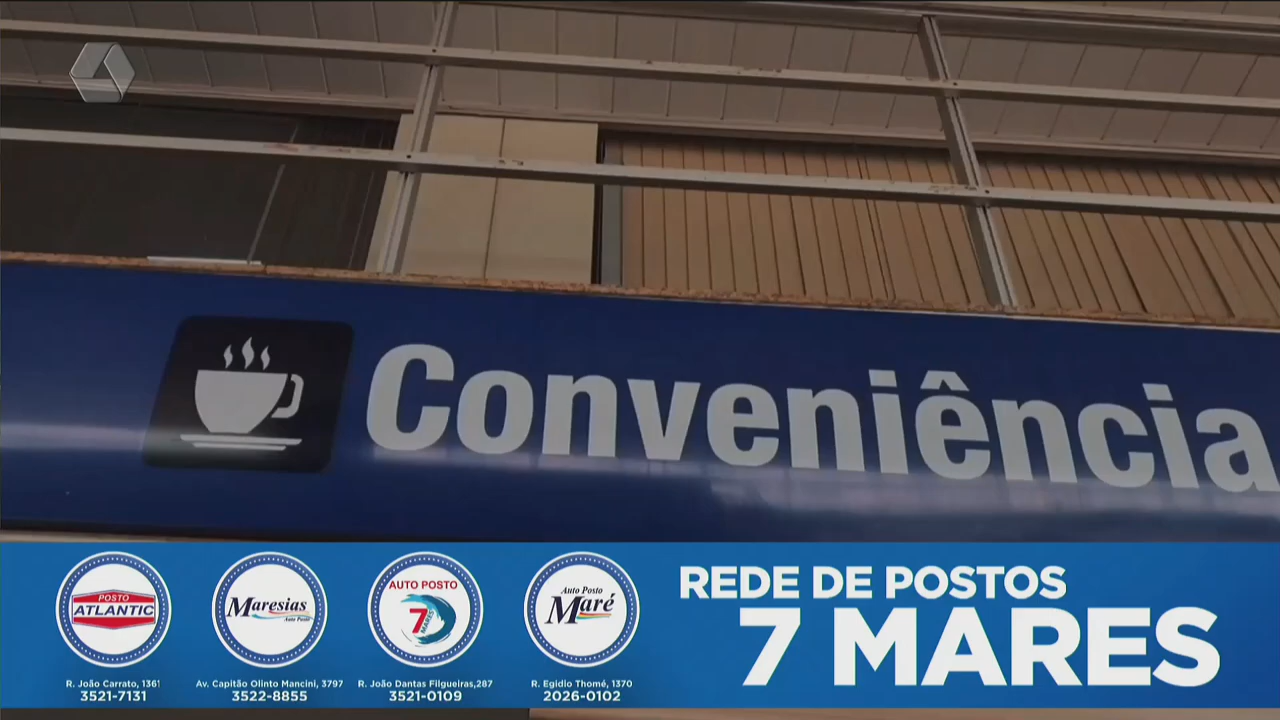 Conveniência
REDE DE POSTOS
7 MARES
POSTO
ATLANTIC
R. João Carrato, 1361
3521-7131
Maresias
Auto Posto
Av. Capitão Olinto Mancini, 3797
3522-8855
AUTO POSTO
7
MARES
R. João Dantas Filgueiras,287
3521-0109
Auto Posto
Maré
R. Egidio Thomé, 1370
2026-0102